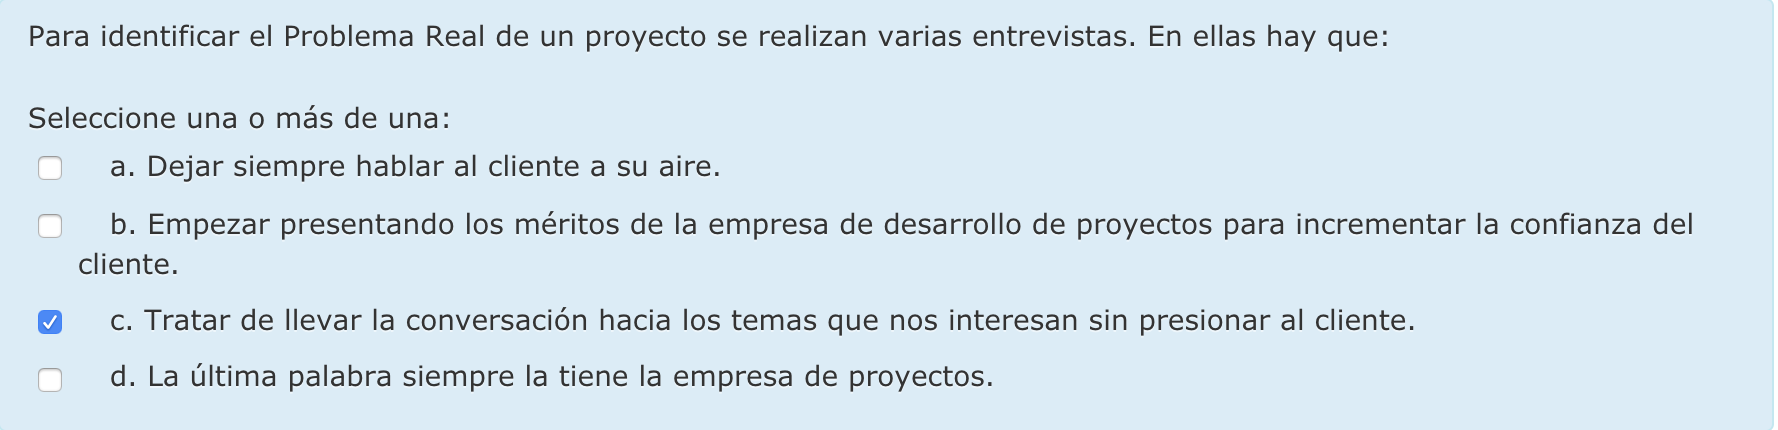 Para identificar el Problema Real de un proyecto se realizan varias entrevistas. En ellas hay que:
Seleccione una o más de una:
a. Dejar siempre hablar al cliente a su aire.
b. Empezar presentando los méritos de la empresa de desarrollo de proyectos para incrementar la confianza del
cliente.
c. Tratar de llevar la conversación hacia los temas que nos interesan sin presionar al cliente.
d. La última palabra siempre la tiene la empresa de proyectos.